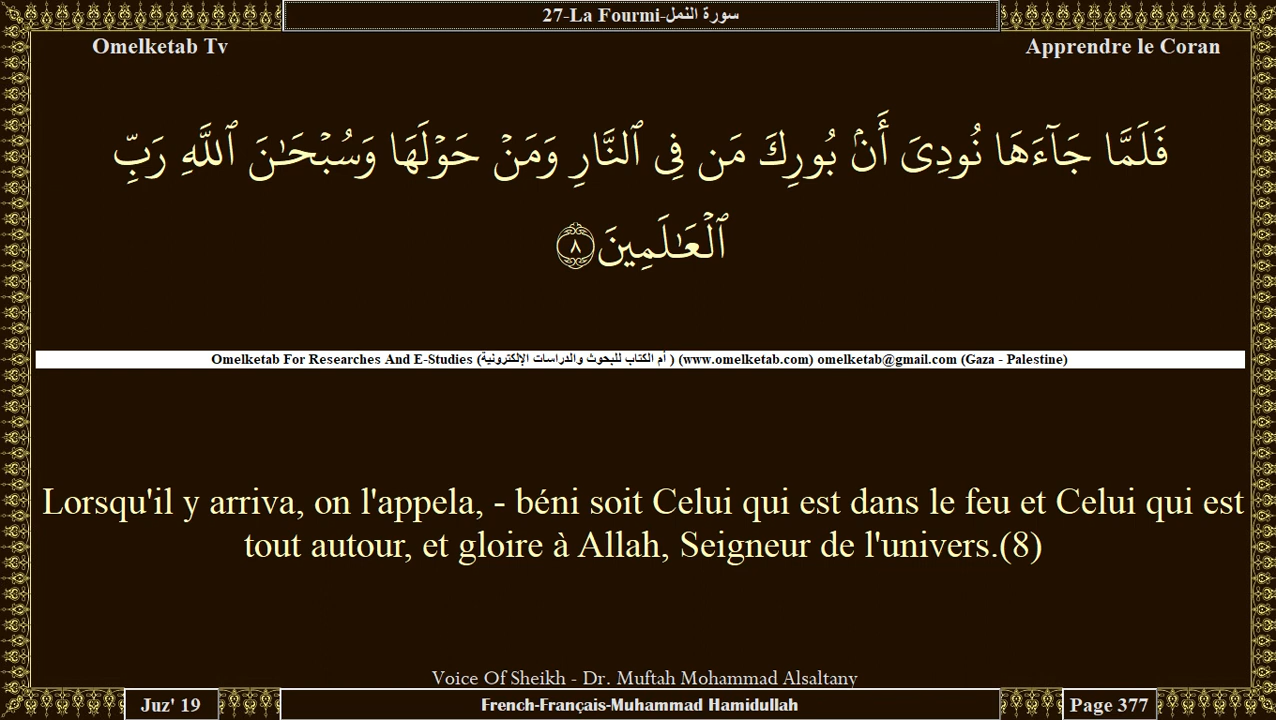 27-La Fourmi-سورة النمل
Omelketab Tv
Apprendre le Coran
فَلَمَّا جَآءَهَا نُودِىَ أَنۢ بُورِكَ مَن فِى ٱلنَّارِ وَمَنْ حَوْلَهَا وَسُبْحَـٰنَ ٱللَّهِ رَبِّ
ٱلْعَـٰلَمِينَ ٨
Omelketab For Researches And E-Studies (أم الكتاب للبحوث والدراسات الإلكترونية ) (www.omelketab.com) omelketab@gmail.com (Gaza - Palestine)
Lorsqu'il y arriva, on l'appela, - béni soit Celui qui est dans le feu et Celui qui est
tout autour, et gloire à Allah, Seigneur de l'univers.(8)
Voice Of Sheikh - Dr. Muftah Mohammad Alsaltany
Juz' 19
French-Français-Muhammad Hamidullah
Page 377